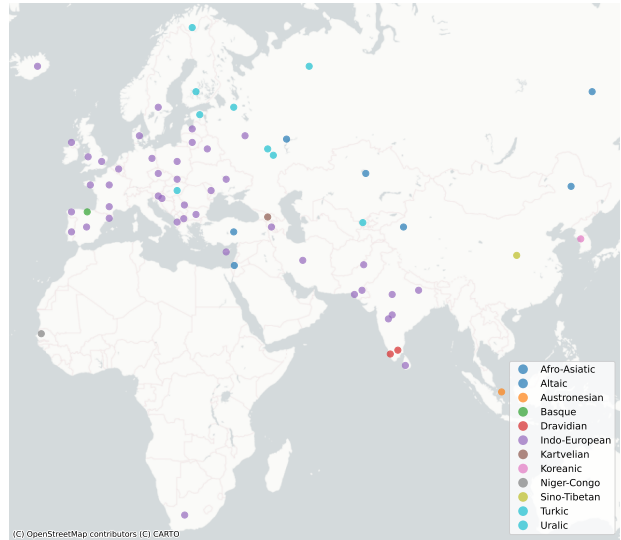 Afro-Asiatic
Altaic
Austronesian
Basque
Dravidian
Indo-European
Kartvelian
Koreanic
Niger-Congo
Sino-Tibetan
Turkic
Uralic
(C) OpenStreetMap contributors (C) CARTO